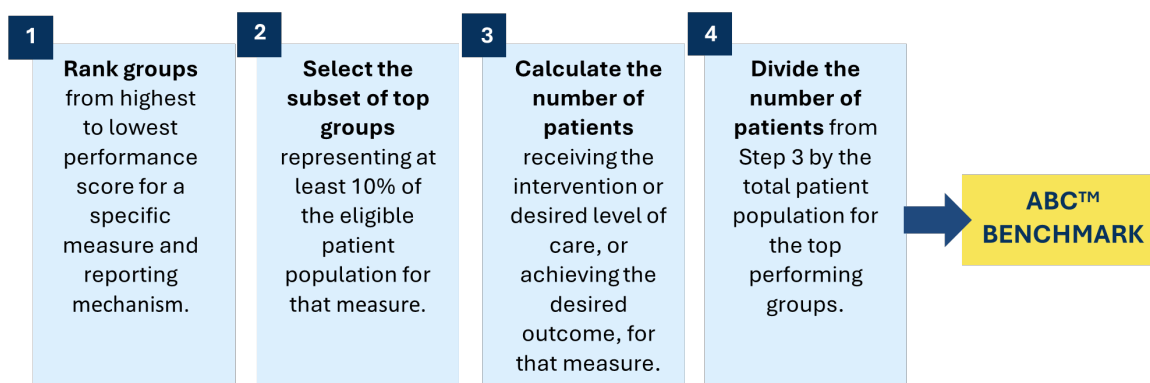 1
Rank groups
from highest
to lowest
performance
score for a
specific
measure and
reporting
mechanism.
2
Select the
subset of top
groups
representing at
least 10% of
the eligible
patient
population for
that measure.
3
Calculate the
number of
patients
receiving the
intervention or
desired level of
care, or
achieving the
desired
outcome, for
that measure.
4
Divide the
number of
patients from
Step 3 by the
total patient
population for
the top
performing
groups.
ABC™
BENCHMARK